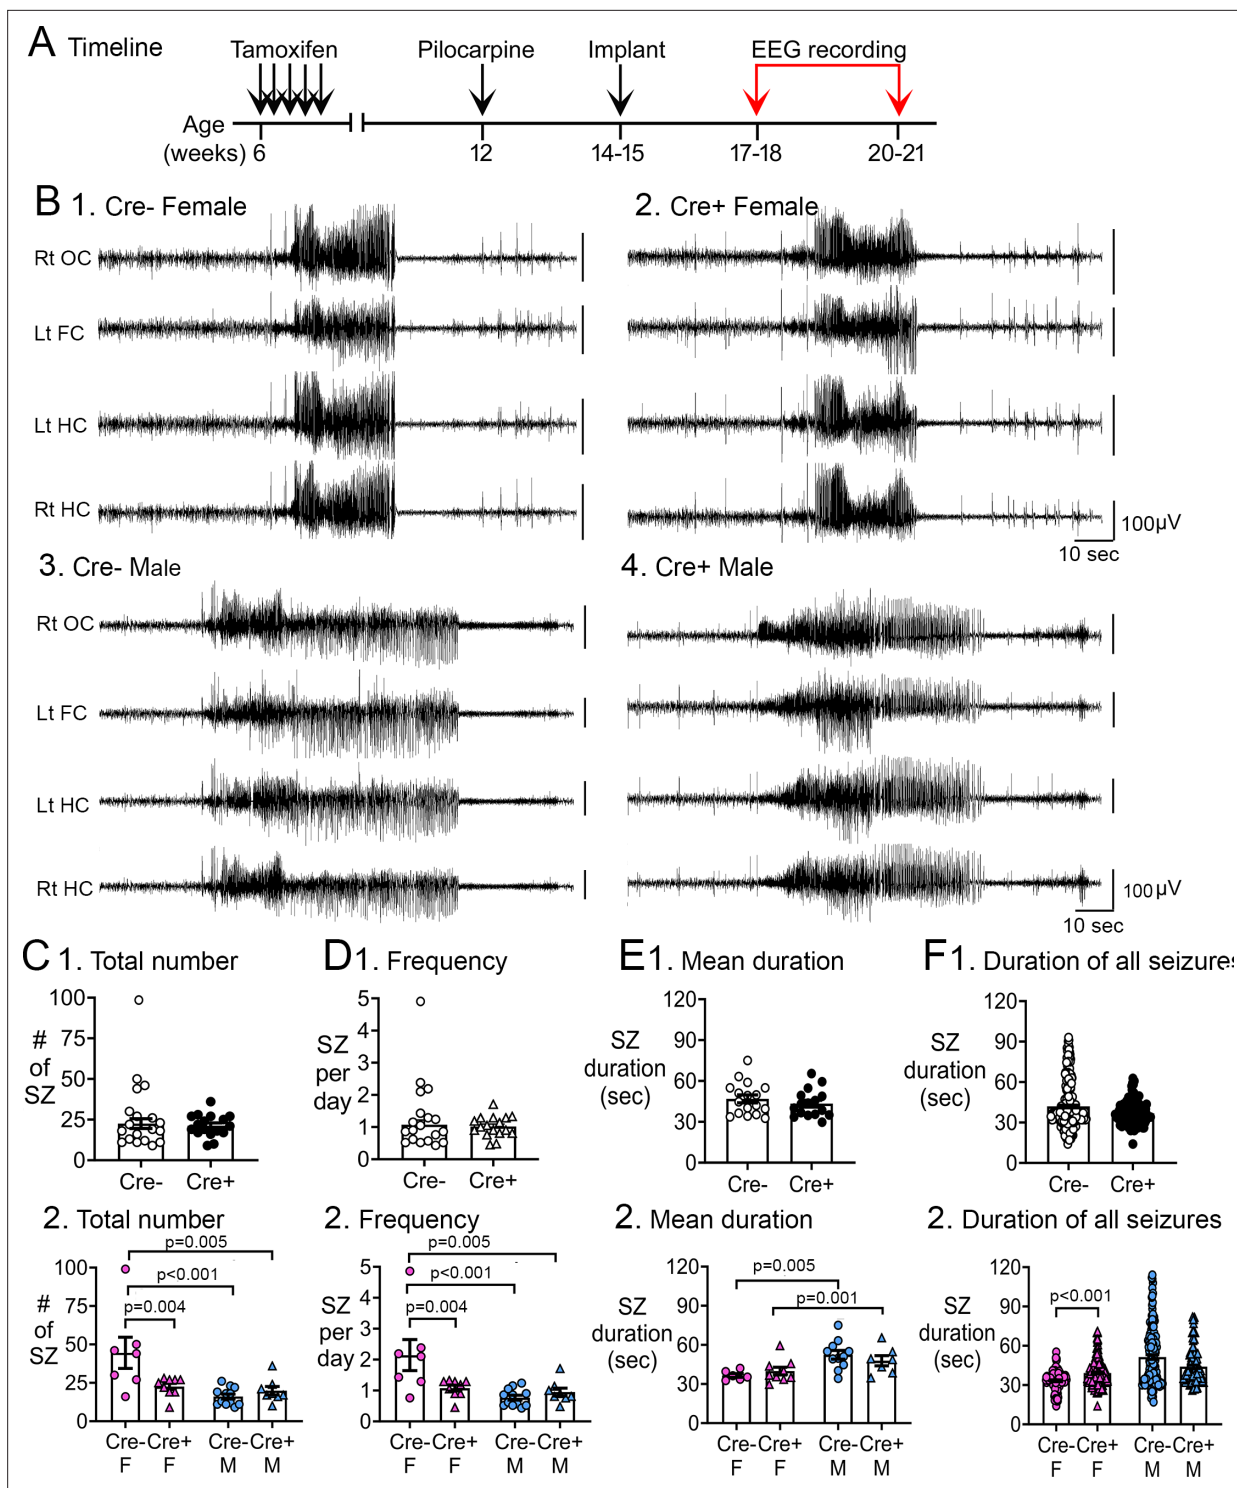 A Timeline
Tamoxifen Pilocarpine Implant EEG recording
Age
(weeks) 6 12 14-15 17-18 20-21
B 1. Cre- Female 2. Cre+ Female
Rt OC
Lt FC
Lt HC
Rt HC
100µV
10 sec
3. Cre- Male 4. Cre+ Male
Rt OC
Lt FC
Lt HC
Rt HC
100µV
10 sec
C 1. Total number
100
75
50
25
0
# of SZ
Cre- Cre+
D 1. Frequency
5
4
3
2
1
0
SZ per day
Cre- Cre+
E 1. Mean duration
120
90
60
30
0
SZ duration (sec)
Cre- Cre+
F 1. Duration of all seizures
120
90
60
30
0
SZ duration (sec)
Cre- Cre+
2. Total number
p=0.005
p<0.001
p=0.004
100
50
25
0
# of SZ
Cre- Cre+ Cre- Cre+
F F M M
2. Frequency
p=0.005
p<0.001
p=0.004
5
4
3
2
1
0
SZ per day
Cre- Cre+ Cre- Cre+
F F M M
2. Mean duration
p=0.005
p=0.001
120
90
60
30
0
SZ duration (sec)
Cre- Cre+ Cre- Cre+
F F M M
2. Duration of all seizures
p<0.001
120
90
60
30
0
SZ duration (sec)
Cre- Cre+ Cre- Cre+
F F M M